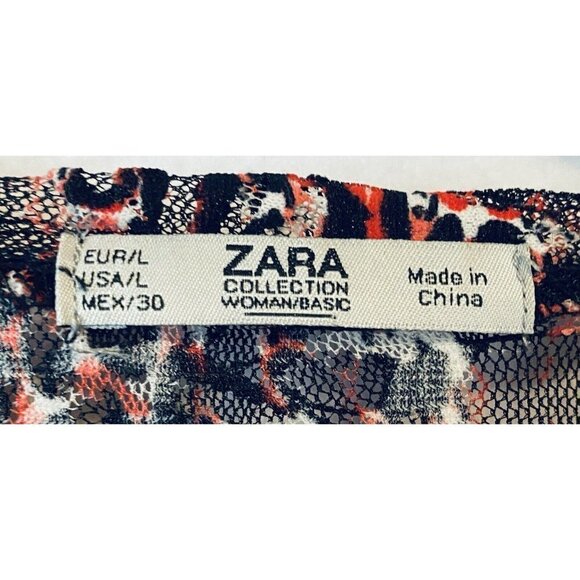 EUR/L
USA/L
MEX/30
ZARA
COLLECTION
WOMAN/BASIC
Made in
China